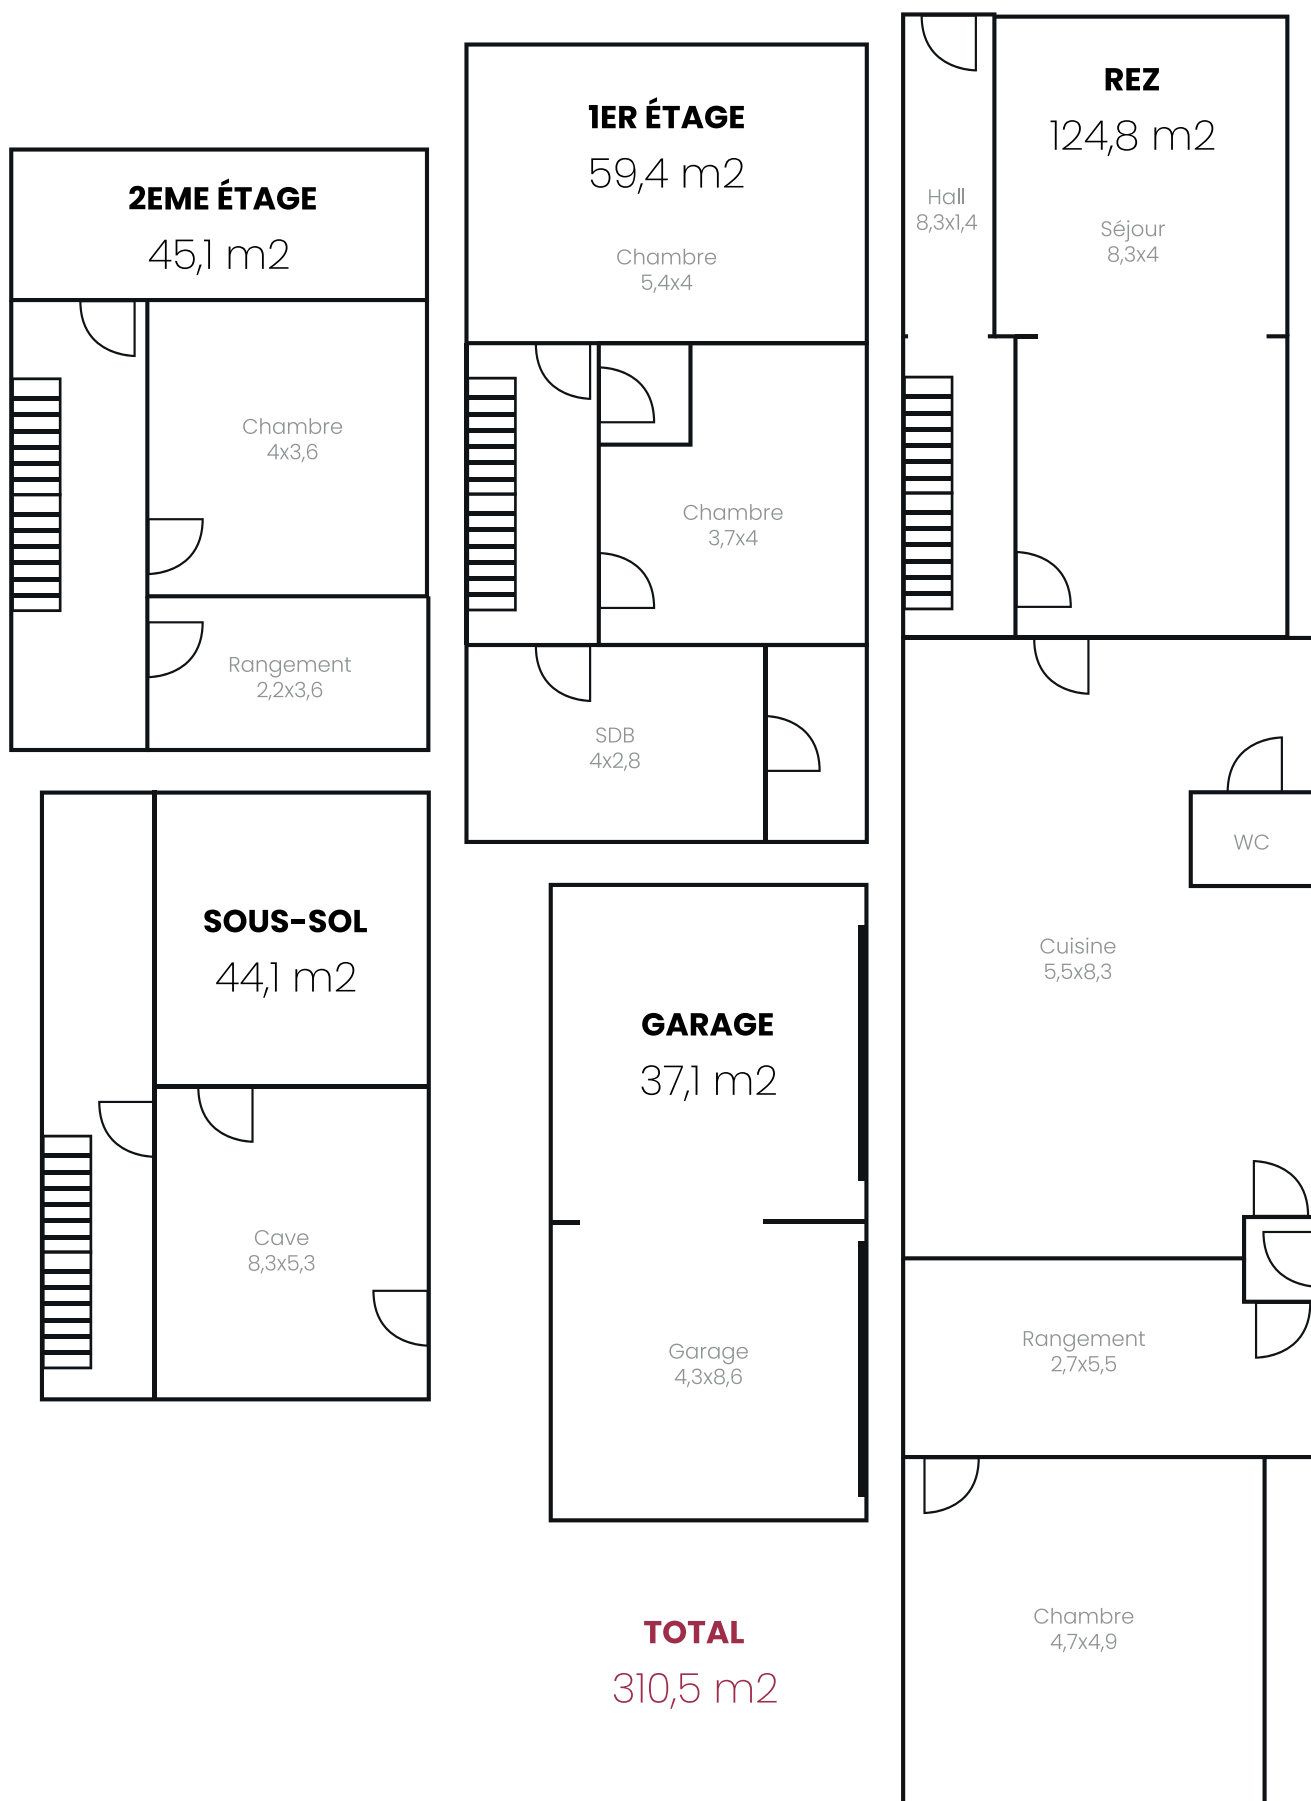 2EME ÉTAGE
45,1 m2
Chambre
4x3,6
Rangement
2,2x3,6
SOUS-SOL
44,1 m2
Cave
8,3x5,3
1ER ÉTAGE
59,4 m2
Chambre
5,4x4
Chambre
3,7x4
SDB
4x2,8
GARAGE
37,1 m2
Garage
4,3x8,6
TOTAL
310,5 m2
REZ
124,8 m2
Hall
8,3x1,4
Séjour
8,3x4
WC
Cuisine
5,5x8,3
Rangement
2,7x5,5
Chambre
4,7x4,9